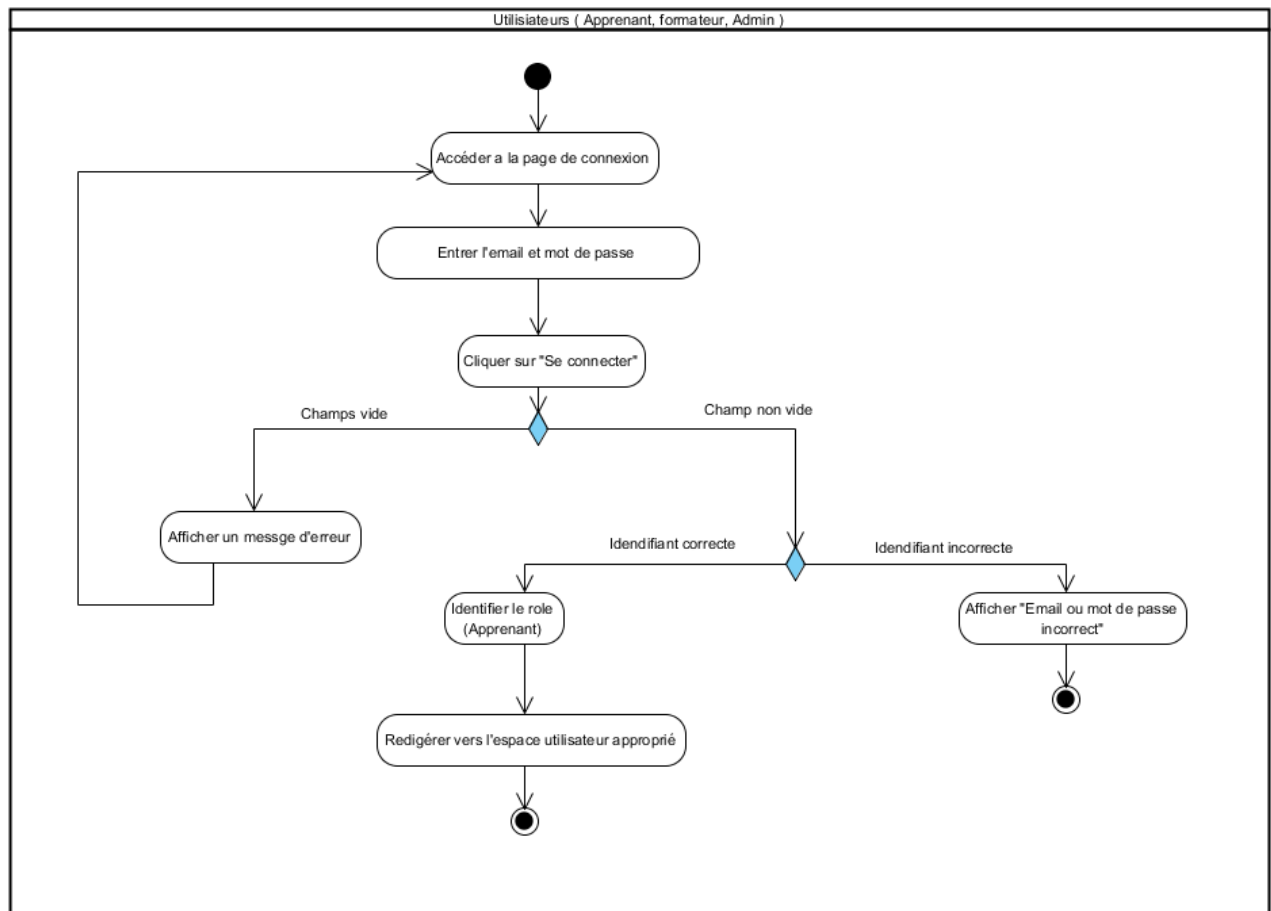 Utilisiateurs ( Apprenant, formateur, Admin )
Accéder a la page de connexion
Entrer l'email et mot de passe
Cliquer sur "Se connecter"
Champs vide
Champ non vide
Afficher un messge d'erreur
Idendifiant correcte
Idendifiant incorrecte
Identifier le role
(Apprenant)
Afficher "Email ou mot de passe
incorrect"
Redigérer vers l'espace utilisateur approprié